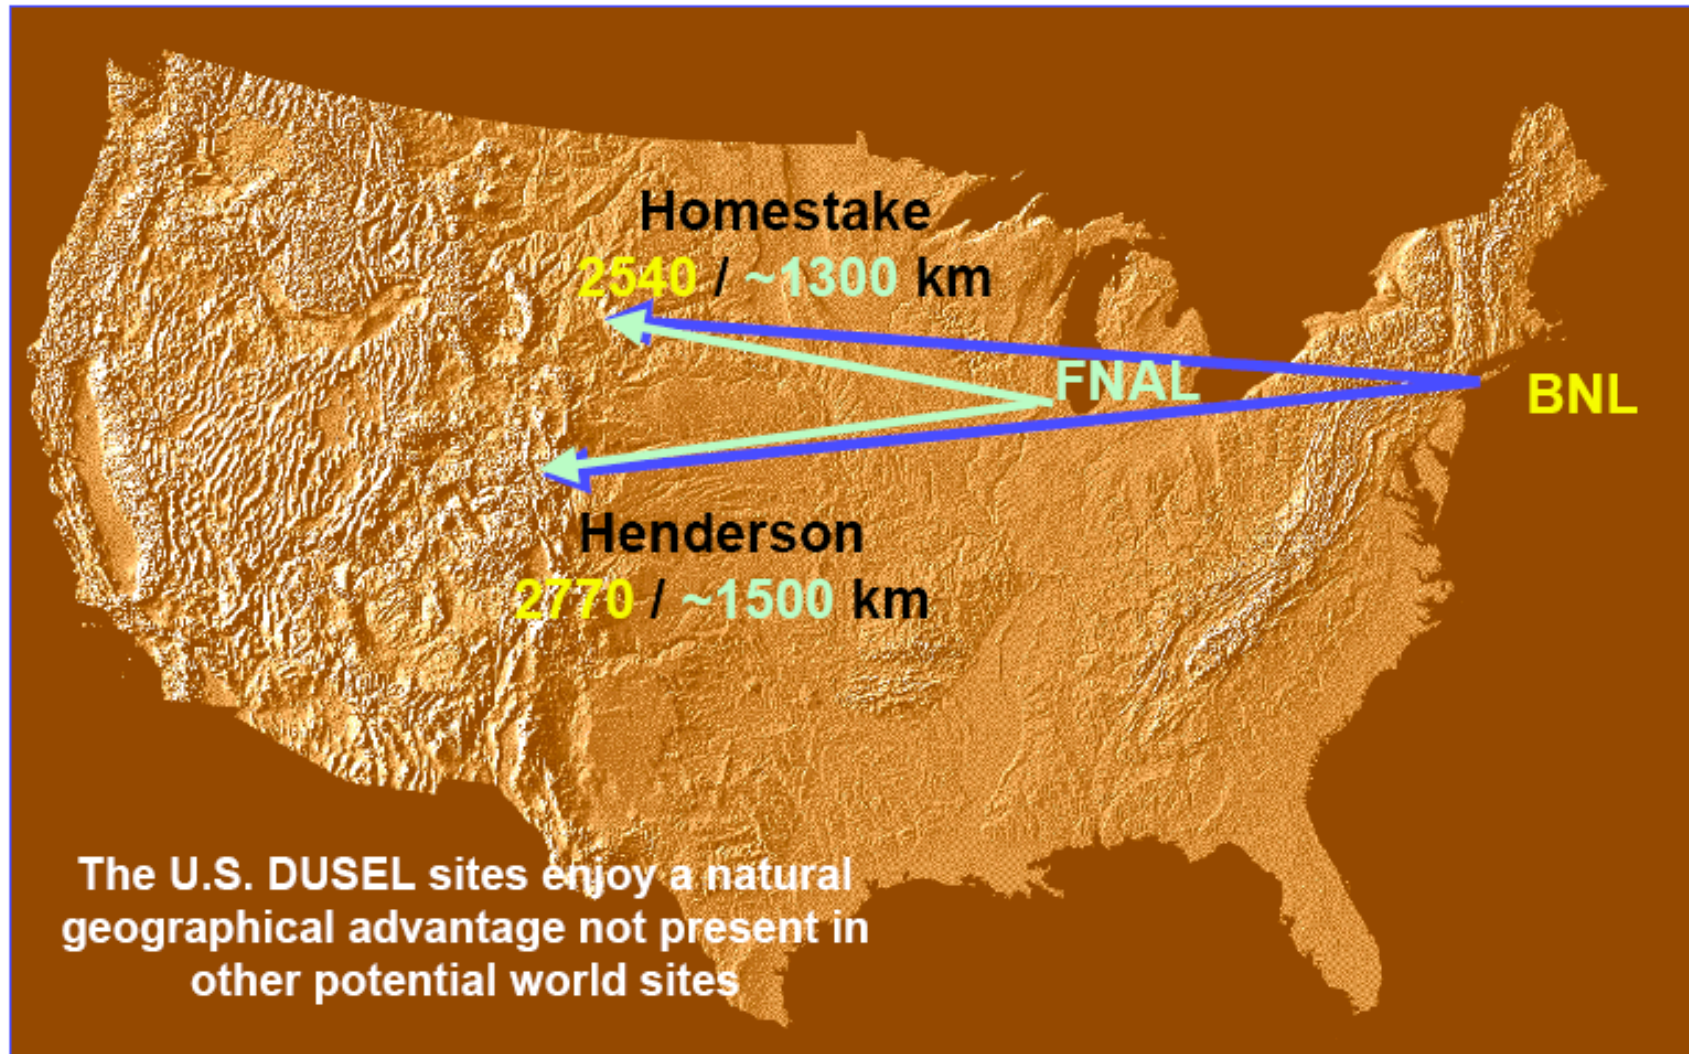 Homestake
2540 / ~1300 km
FNAL
BNL
Henderson
2770 / ~1500 km
The U.S. DUSEL sites enjoy a natural
geographical advantage not present in
other potential world sites